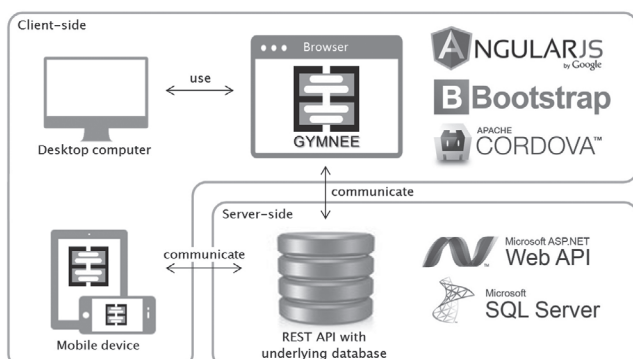 Client-side
Browser
GYMNEE
use
Desktop computer
ANGULARJS
by Google
B Bootstrap
APACHE
CORDOVA™
communicate
Server-side
communicate
Mobile device
REST API with
underlying database
Microsoft ASP.NET
Web API
Microsoft
SQL Server